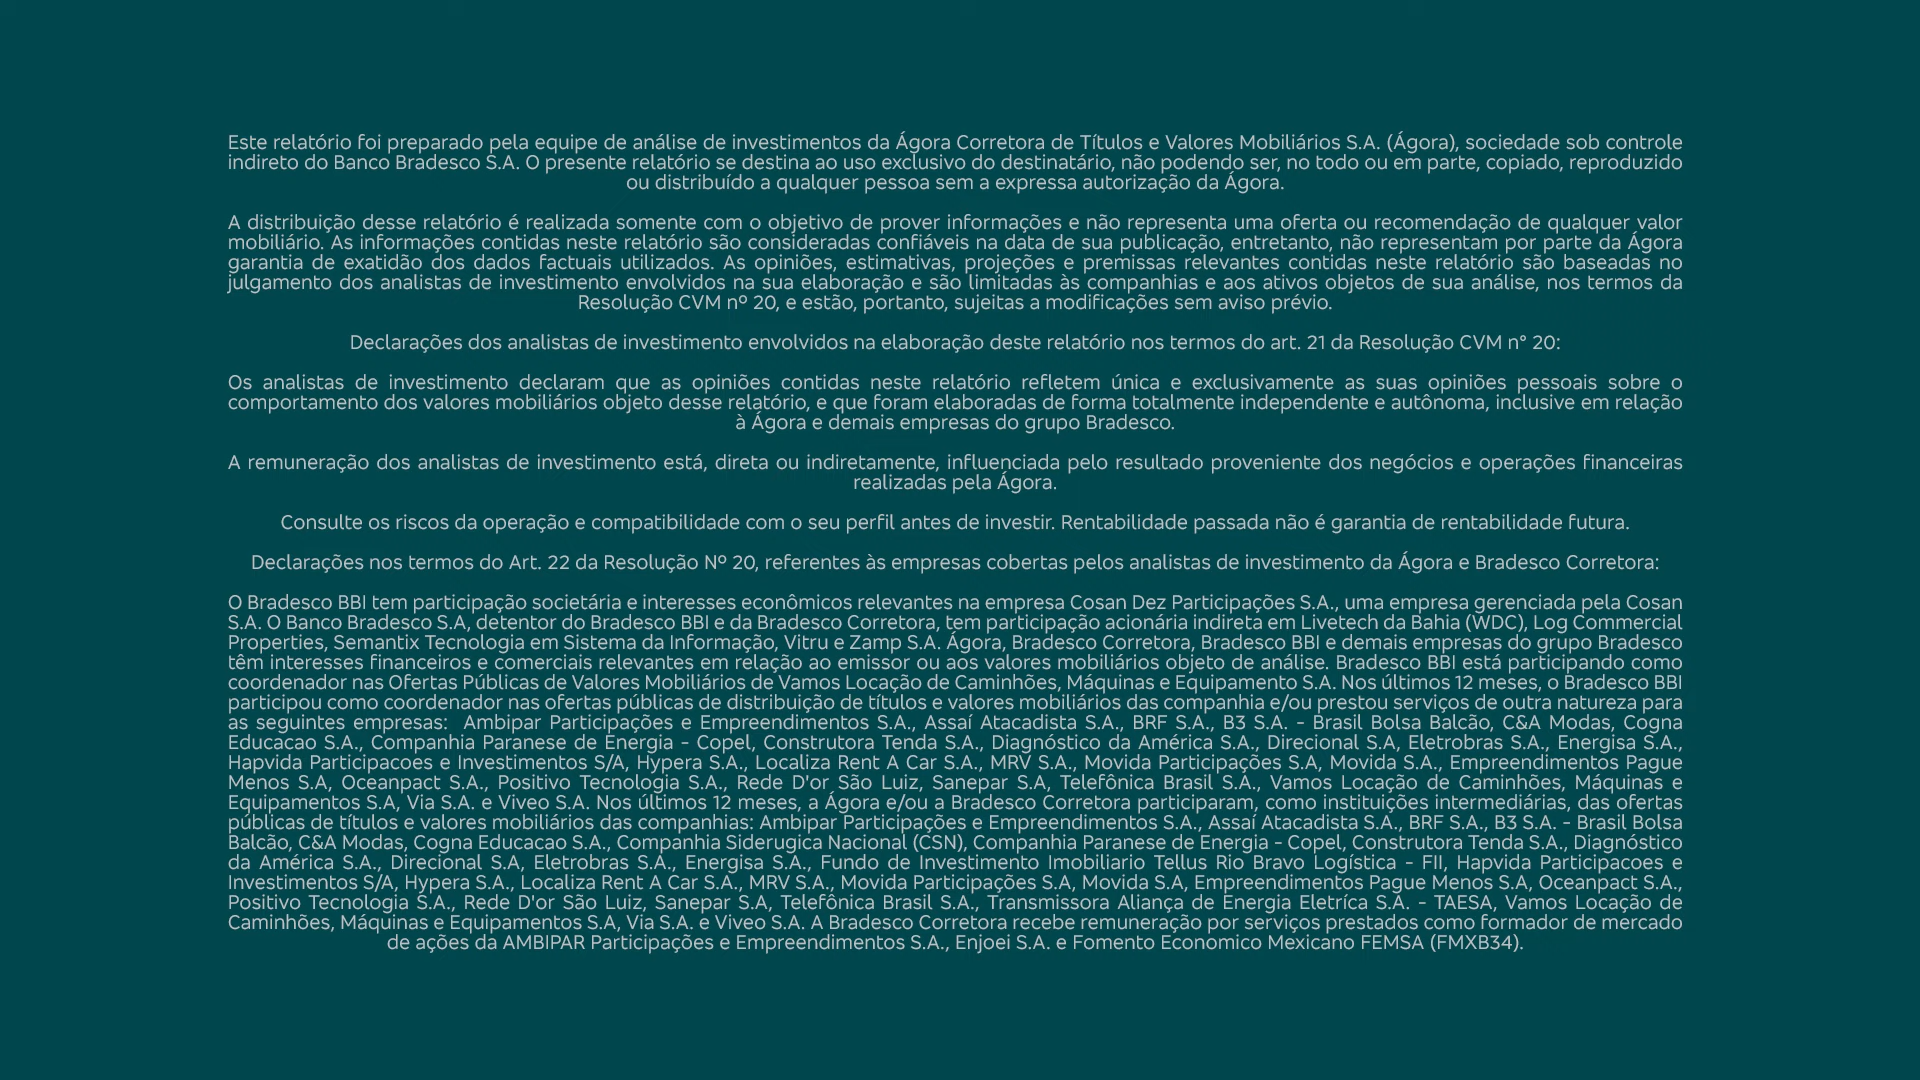 Este relatório foi preparado pela equipe de análise de investimentos da Ágora Corretora de Títulos e Valores Mobiliários S.A. (Ágora), sociedade sob controle
indireto do Banco Bradesco S.A. O presente relatório se destina ao uso exclusivo do destinatário, não podendo ser, no todo ou em parte, copiado, reproduzido
ou distribuído a qualquer pessoa sem a expressa autorização da Ágora.
A distribuição desse relatório é realizada somente com o objetivo de prover informações e não representa uma oferta ou recomendação de qualquer valor
mobiliário. As informações contidas neste relatório são consideradas confiáveis na data de sua publicação, entretanto, não representam por parte da Ágora
garantia de exatidão dos dados factuais utilizados. As opiniões, estimativas, projeções e premissas relevantes contidas neste relatório são baseadas no
julgamento dos analistas de investimento envolvidos na sua elaboração e são limitadas às companhias e aos ativos objetos de sua análise, nos termos da
Resolução CVM nº 20, e estão, portanto, sujeitas a modificações sem aviso prévio.
Declarações dos analistas de investimento envolvidos na elaboração deste relatório nos termos do art. 21 da Resolução CVM n° 20:
Os analistas de investimento declaram que as opiniões contidas neste relatório refletem única e exclusivamente as suas opiniões pessoais sobre o
comportamento dos valores mobiliários objeto desse relatório, e que foram elaboradas de forma totalmente independente e autônoma, inclusive em relação
à Ágora e demais empresas do grupo Bradesco.
A remuneração dos analistas de investimento está, direta ou indiretamente, influenciada pelo resultado proveniente dos negócios e operações financeiras
realizadas pela Ágora.
Consulte os riscos da operação e compatibilidade com o seu perfil antes de investir. Rentabilidade passada não é garantia de rentabilidade futura.
Declarações nos termos do Art. 22 da Resolução Nº 20, referentes às empresas cobertas pelos analistas de investimento da Ágora e Bradesco Corretora:
O Bradesco BBI tem participação societária e interesses econômicos relevantes na empresa Cosan Dez Participações S.A., uma empresa gerenciada pela Cosan
S.A. O Banco Bradesco S.A, detentor do Bradesco BBI e da Bradesco Corretora, tem participação acionária indireta em Livetech da Bahia (WDC), Log Commercial
Properties, Semantix Tecnologia em Sistema da Informação, Vitru e Zamp S.A. Ágora, Bradesco Corretora, Bradesco BBI e demais empresas do grupo Bradesco
têm interesses financeiros e comerciais relevantes em relação ao emissor ou aos valores mobiliários objeto de análise. Bradesco BBI está participando como
coordenador nas Ofertas Públicas de Valores Mobiliários de Vamos Locação de Caminhões, Máquinas e Equipamento S.A. Nos últimos 12 meses, o Bradesco BBI
participou como coordenador nas ofertas públicas de distribuição de títulos e valores mobiliários das companhia e/ou prestou serviços de outra natureza para
as seguintes empresas:  Ambipar Participações e Empreendimentos S.A., Assaí Atacadista S.A., BRF S.A., B3 S.A. - Brasil Bolsa Balcão, C&A Modas, Cogna
Educacao S.A., Companhia Paranese de Energia - Copel, Construtora Tenda S.A., Diagnóstico da América S.A., Direcional S.A, Eletrobras S.A., Energisa S.A.,
Hapvida Participacoes e Investimentos S/A, Hypera S.A., Localiza Rent A Car S.A., MRV S.A., Movida Participações S.A, Movida S.A., Empreendimentos Pague
Menos S.A, Oceanpact S.A., Positivo Tecnologia S.A., Rede D'or São Luiz, Sanepar S.A, Telefônica Brasil S.A., Vamos Locação de Caminhões, Máquinas e
Equipamentos S.A, Via S.A. e Viveo S.A. Nos últimos 12 meses, a Ágora e/ou a Bradesco Corretora participaram, como instituições intermediárias, das ofertas
públicas de títulos e valores mobiliários das companhias: Ambipar Participações e Empreendimentos S.A., Assaí Atacadista S.A., BRF S.A., B3 S.A. - Brasil Bolsa
Balcão, C&A Modas, Cogna Educacao S.A., Companhia Siderugica Nacional (CSN), Companhia Paranese de Energia - Copel, Construtora Tenda S.A., Diagnóstico
da América S.A., Direcional S.A, Eletrobras S.A., Energisa S.A., Fundo de Investimento Imobiliario Tellus Rio Bravo Logística - FII, Hapvida Participacoes e
Investimentos S/A, Hypera S.A., Localiza Rent A Car S.A., MRV S.A., Movida Participações S.A, Movida S.A, Empreendimentos Pague Menos S.A, Oceanpact S.A.,
Positivo Tecnologia S.A., Rede D'or São Luiz, Sanepar S.A, Telefônica Brasil S.A., Transmissora Aliança de Energia Eletríca S.A. - TAESA, Vamos Locação de
Caminhões, Máquinas e Equipamentos S.A, Via S.A. e Viveo S.A. A Bradesco Corretora recebe remuneração por serviços prestados como formador de mercado
de ações da AMBIPAR Participações e Empreendimentos S.A., Enjoei S.A. e Fomento Economico Mexicano FEMSA (FMXB34).